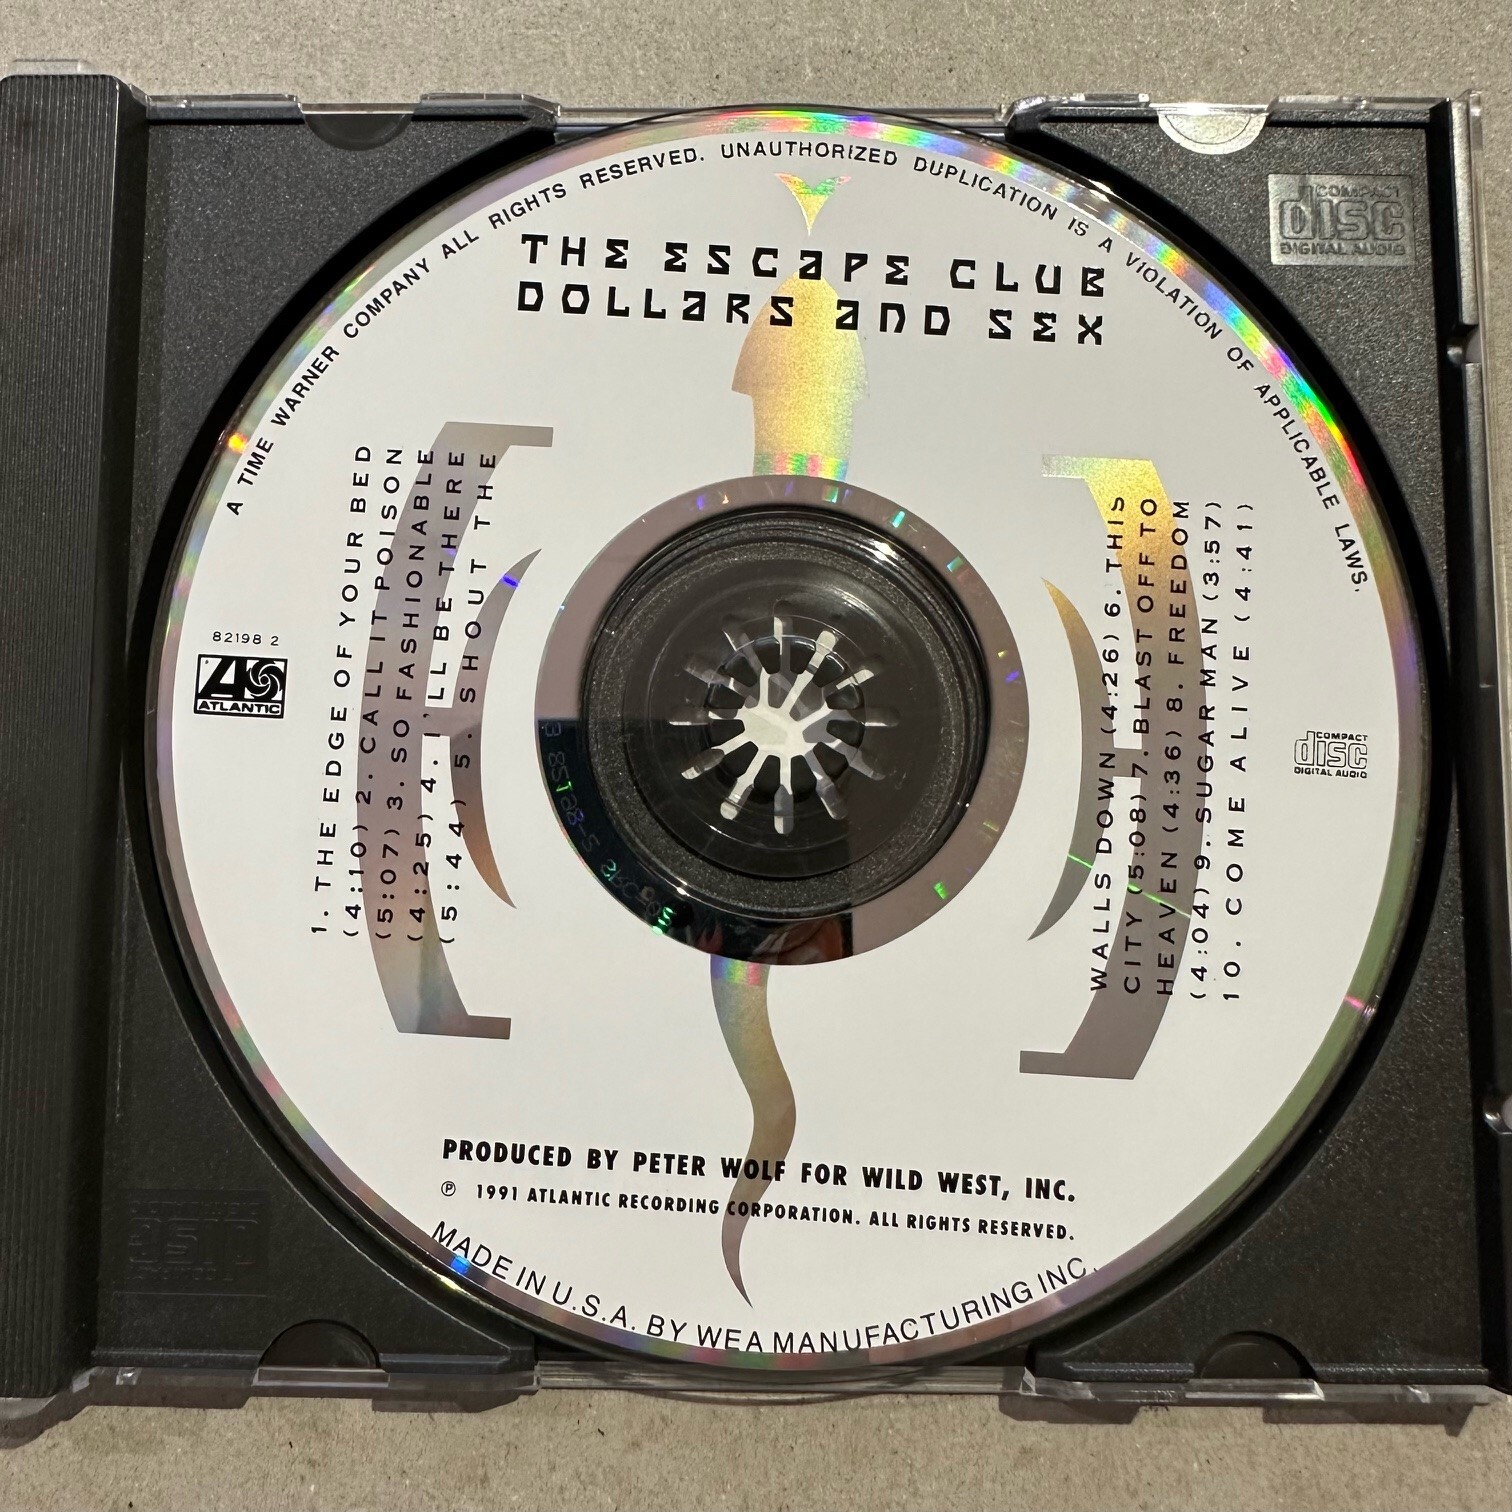 A TIME WARNER COMPANY ALL RIGHTS RESERVED. UNAUTHORIZED DUPLICATION IS A VIOLATION OF APPLICABLE LAWS.
THE ESCAPE CLUB
DOLLARS AND SEX
COMPACT
disc
DIGITAL AUDIO
82198 2
ATLANTIC
1. THE EDGE OF YOUR BED
(4:10) 2. CALL IT POISON
(5:07) 3. SO FASHIONABLE
(4:25) 4. I'LL BE THERE
(5:44) 5. SHOUT THE
WALLS DOWN (4:26) 6. THIS
CITY (5:08) 7. BLAST OFF TO
HEAVEN (4:36) 8. FREEDOM
(4:04) 9. SUGAR MAN (3:57)
10. COME ALIVE (4:41)
COMPACT
disc
DIGITAL AUDIO
PRODUCED BY PETER WOLF FOR WILD WEST, INC.
℗ 1991 ATLANTIC RECORDING CORPORATION. ALL RIGHTS RESERVED.
MADE IN U.S.A. BY WEA MANUFACTURING INC.